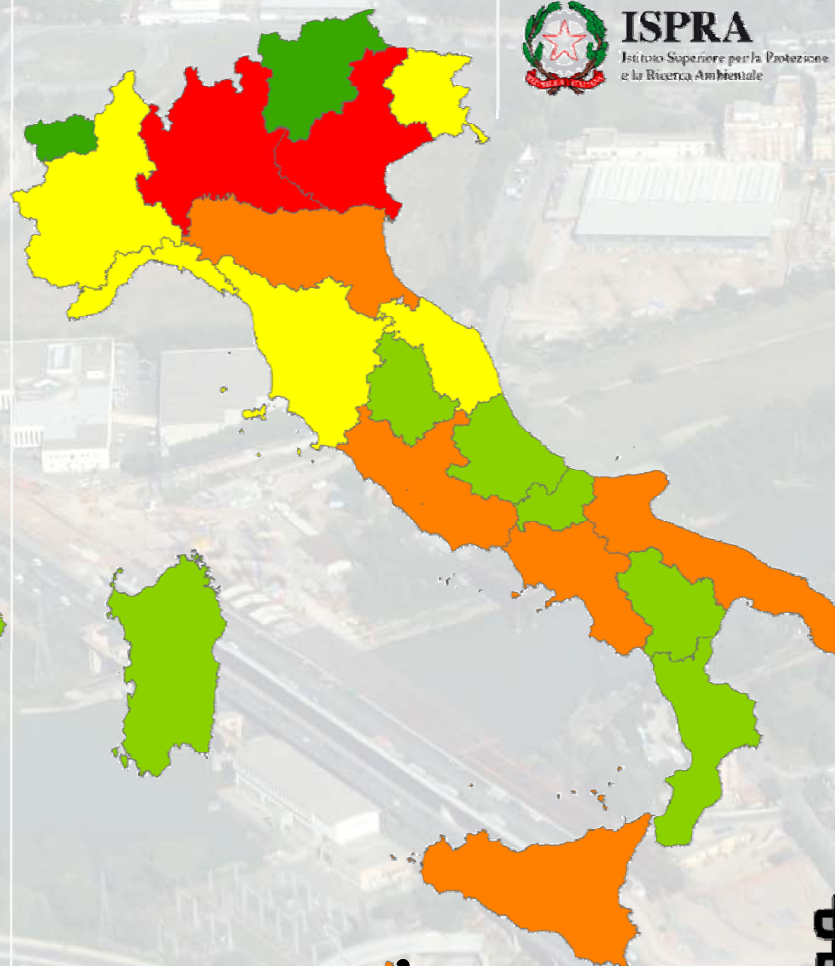 ISPRA
Istituto Superiore per la Protezione
e la Ricerca Ambientale